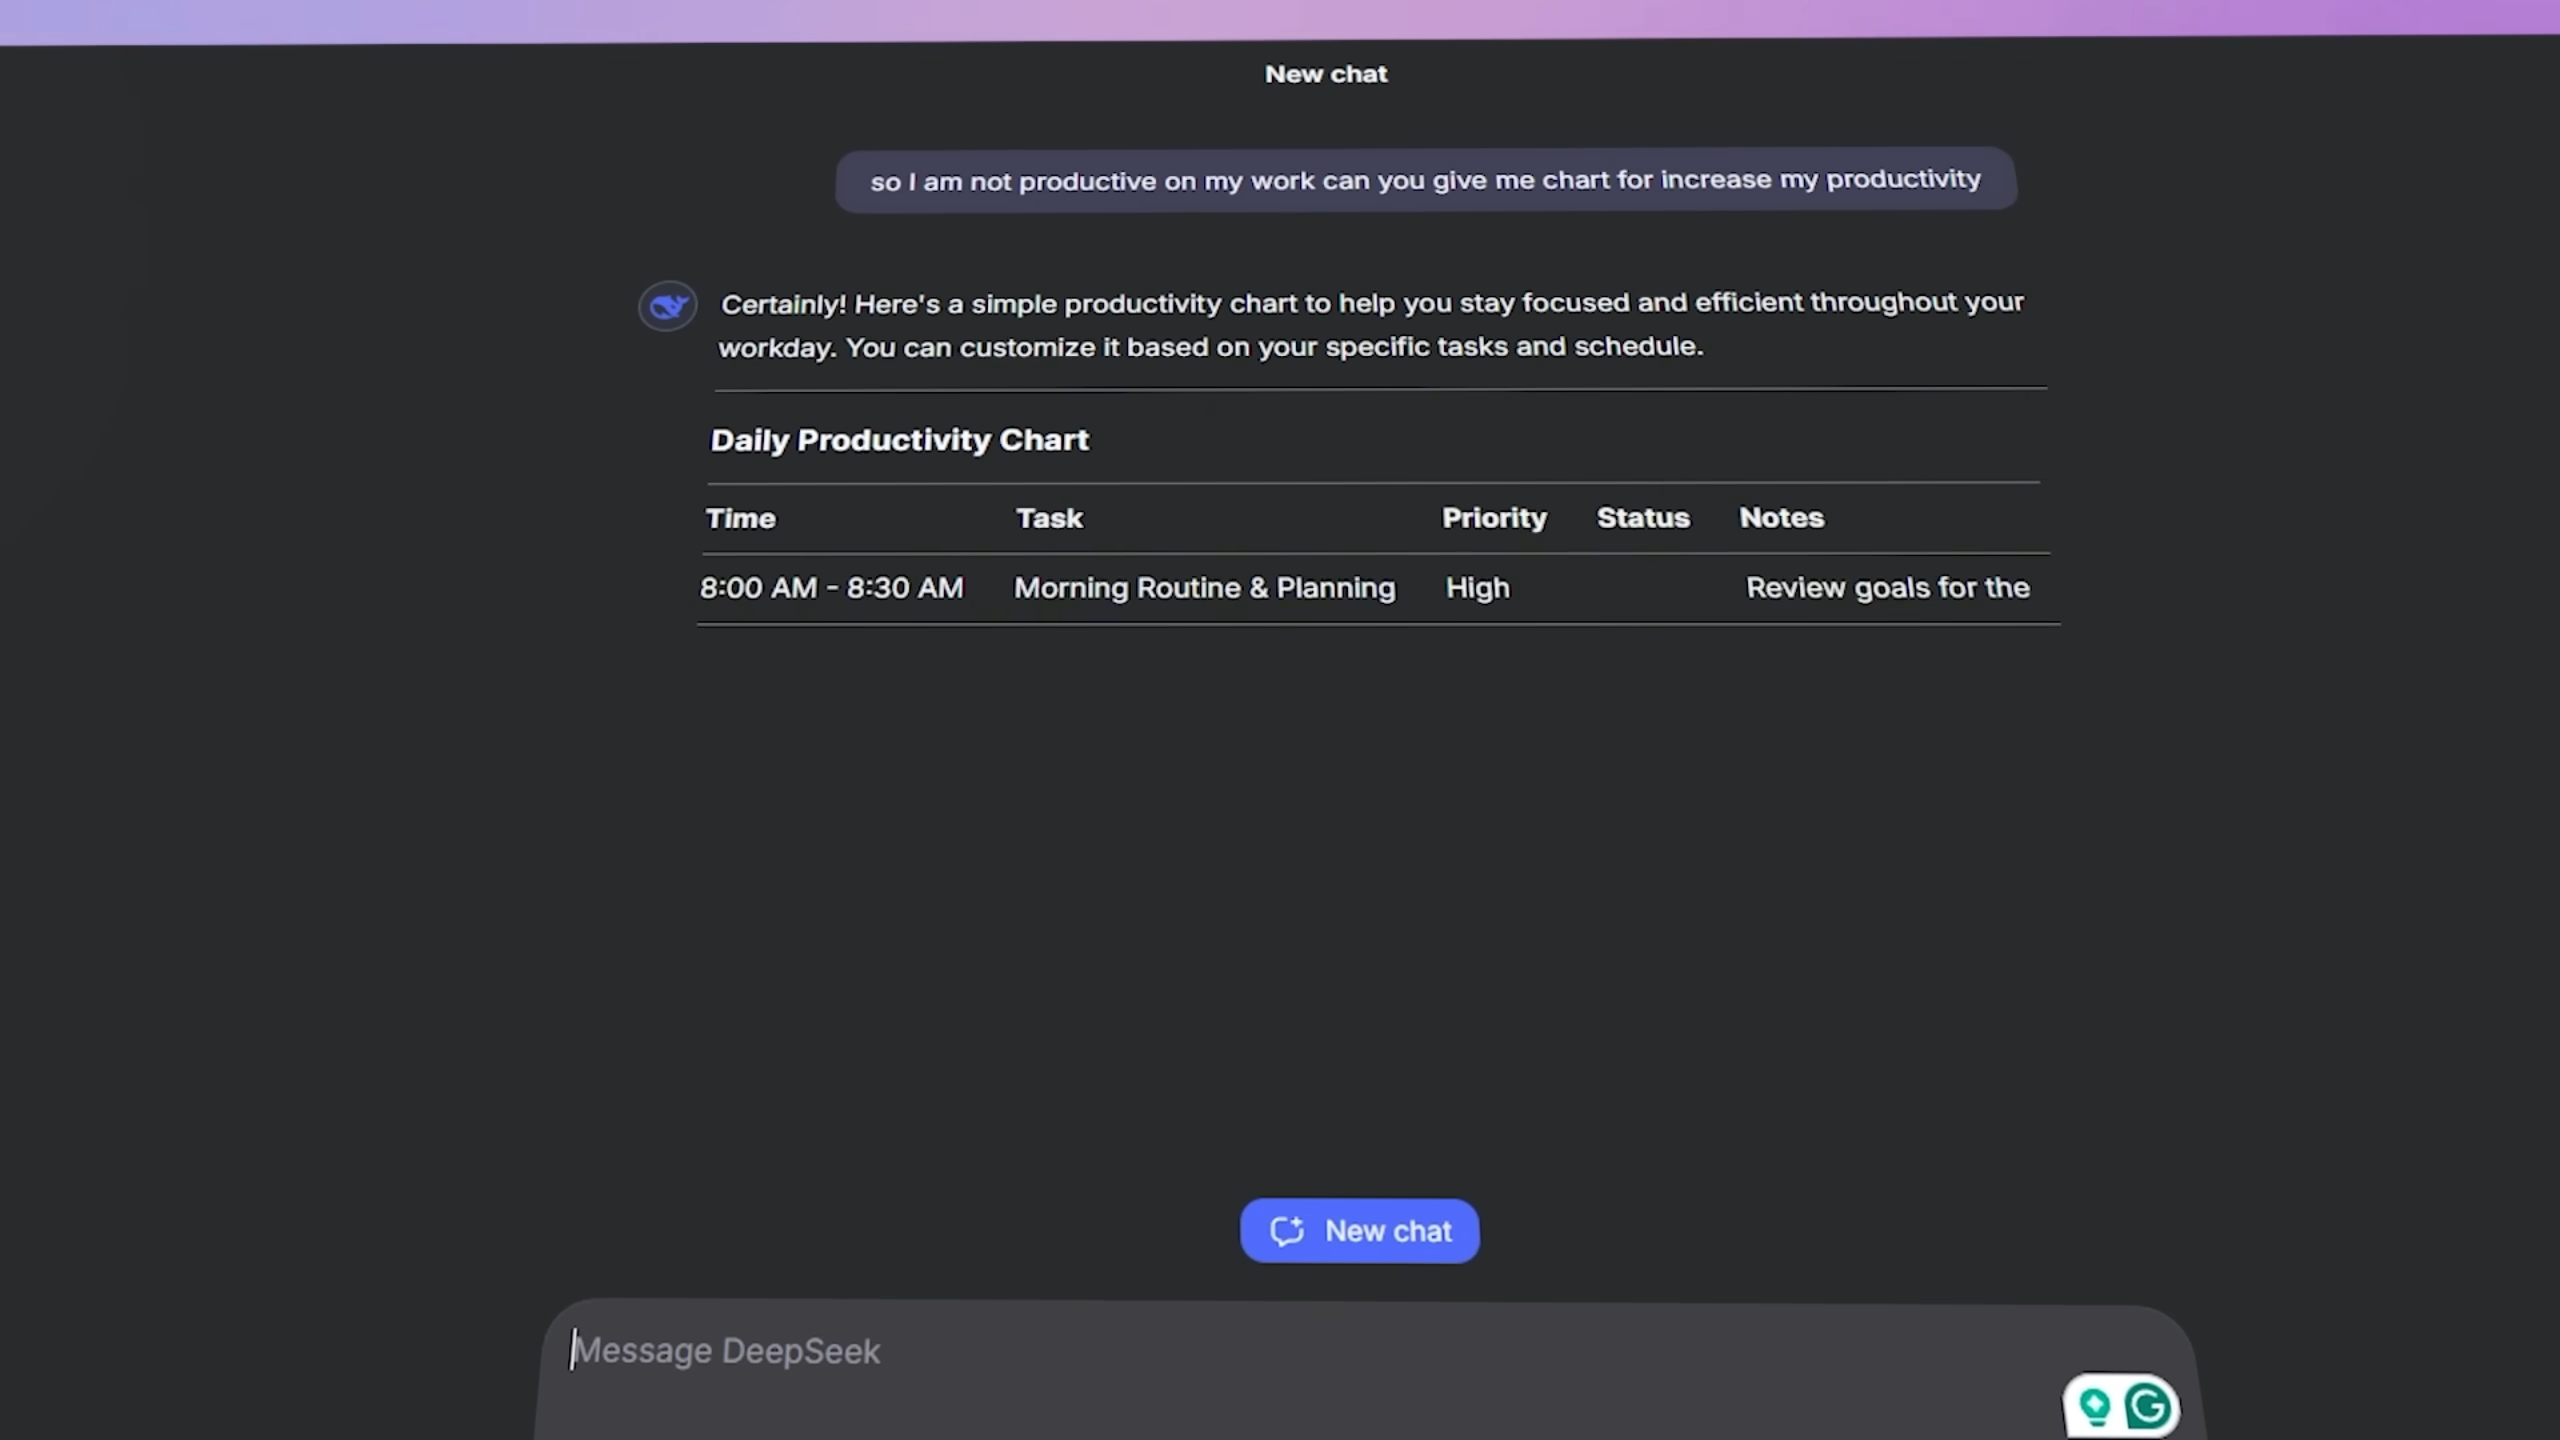 New chat
so I am not productive on my work can you give me chart for increase my productivity
Certainly! Here's a simple productivity chart to help you stay focused and efficient throughout your
workday. You can customize it based on your specific tasks and schedule.
Daily Productivity Chart
Time Task Priority Status Notes
8:00 AM - 8:30 AM Morning Routine & Planning High Review goals for the
New chat
Message DeepSeek